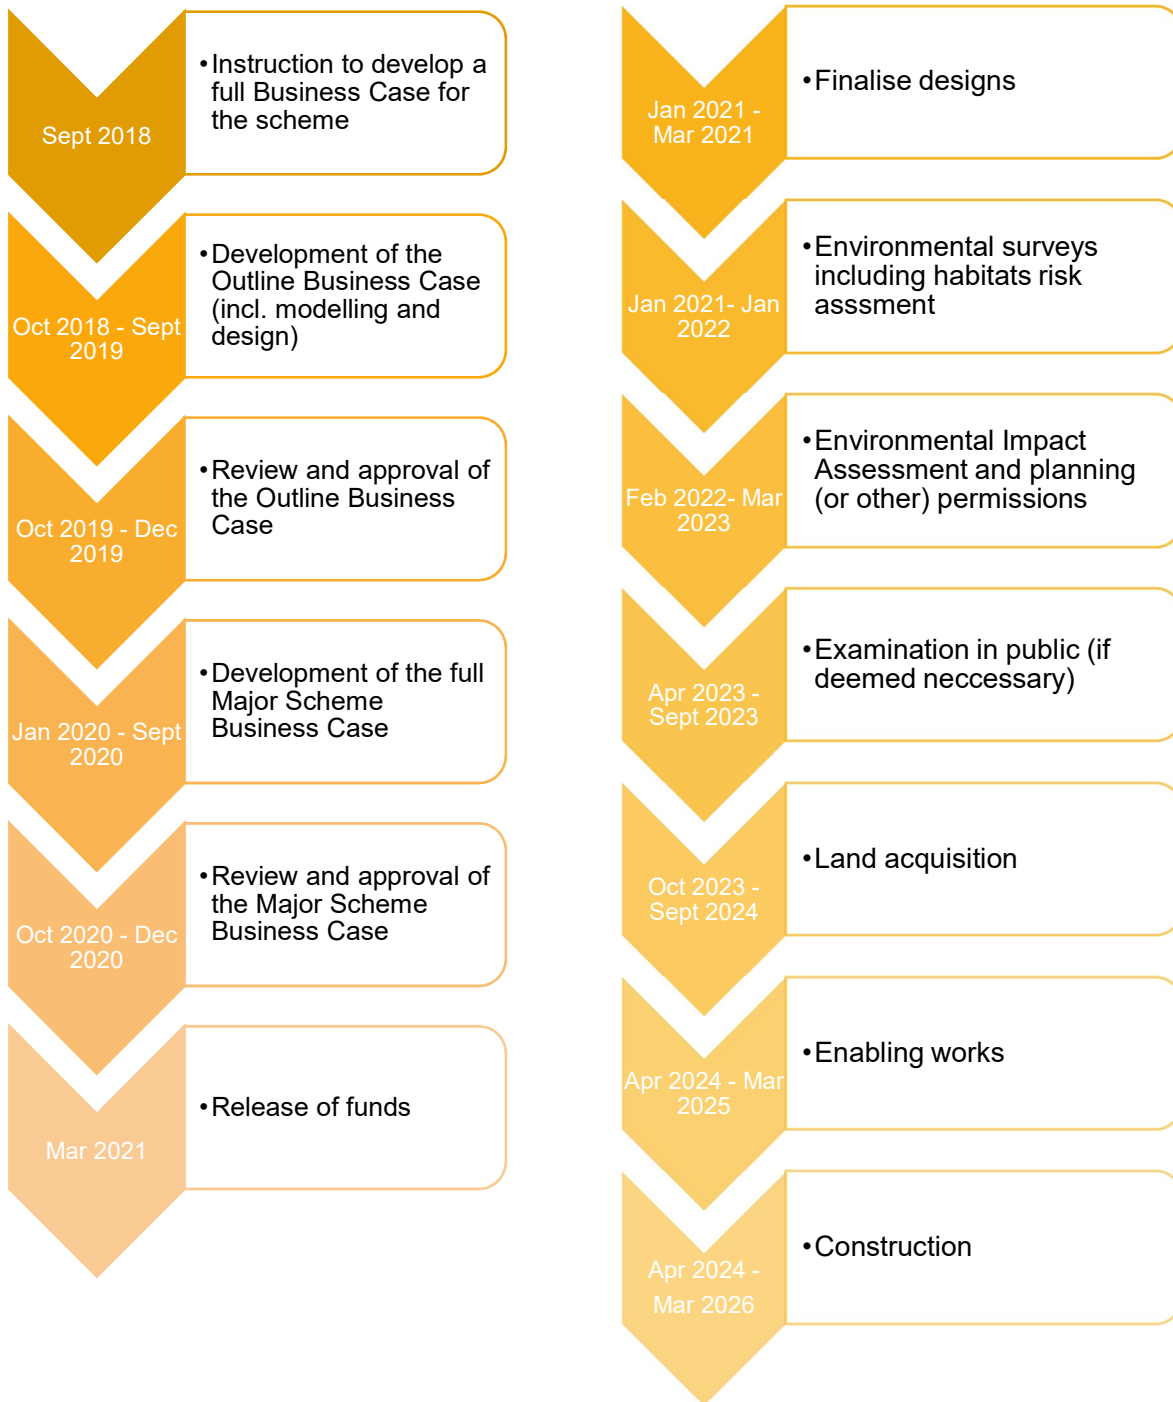 Sept 2018
•Instruction to develop a
full Business Case for
the scheme
Oct 2018 - Sept
2019
•Development of the
Outline Business Case
(incl. modelling and
design)
Oct 2019 - Dec
2019
•Review and approval of
the Outline Business
Case
Jan 2020 - Sept
2020
•Development of the full
Major Scheme
Business Case
Oct 2020 - Dec
2020
•Review and approval of
the Major Scheme
Business Case
Mar 2021
•Release of funds
Jan 2021 -
Mar 2021
•Finalise designs
Jan 2021- Jan
2022
•Environmental surveys
including habitats risk
asssment
Feb 2022- Mar
2023
•Environmental Impact
Assessment and planning
(or other) permissions
Apr 2023 -
Sept 2023
•Examination in public (if
deemed neccessary)
Oct 2023 -
Sept 2024
•Land acquisition
Apr 2024 - Mar
2025
•Enabling works
Apr 2024 -
Mar 2026
•Construction